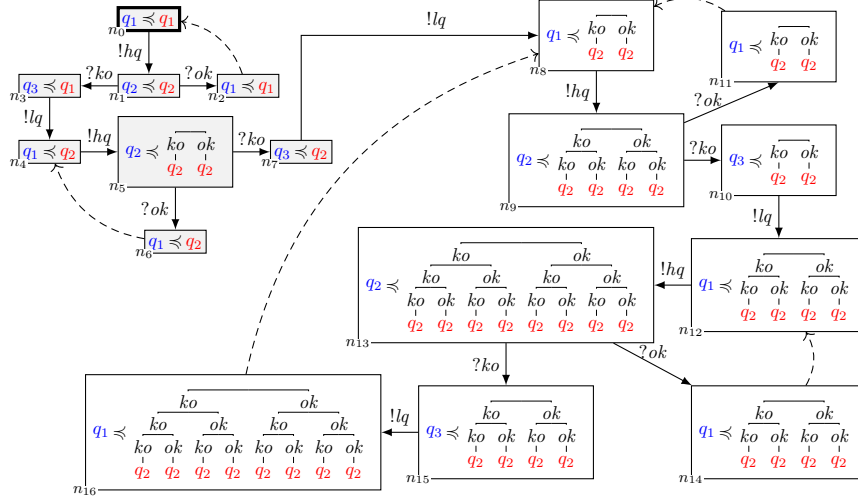 q1 ≼ q1
n0
!hq
?ko
?ok
q3 ≼ q1
n3
q2 ≼ q2
n1
q1 ≼ q1
n2
!lq
q1 ≼ q2
n4
!hq
q2 ≼
ko ok
q2 q2
n5
?ko
q3 ≼ q2
n7
?ok
q1 ≼ q2
n6
!lq
q1 ≼
ko ok
q2 q2
n8
q1 ≼
ko ok
q2 q2
n11
!hq
?ok
q2 ≼
ko ok
ko ok ko ok
q2 q2 q2 q2
n9
?ko
q3 ≼
ko ok
q2 q2
n10
!lq
q1 ≼
ko ok
ko ok ko ok
q2 q2 q2 q2
n12
!hq
q2 ≼
ko ok
ko ok ko ok
ko ok ko ok ko ok ko ok
q2 q2 q2 q2 q2 q2 q2 q2
n13
?ko
?ok
q1 ≼
ko ok
ko ok ko ok
ko ok ko ok ko ok ko ok
q2 q2 q2 q2 q2 q2 q2 q2
n16
!lq
q3 ≼
ko ok
ko ok ko ok
q2 q2 q2 q2
n15
q1 ≼
ko ok
ko ok ko ok
q2 q2 q2 q2
n14